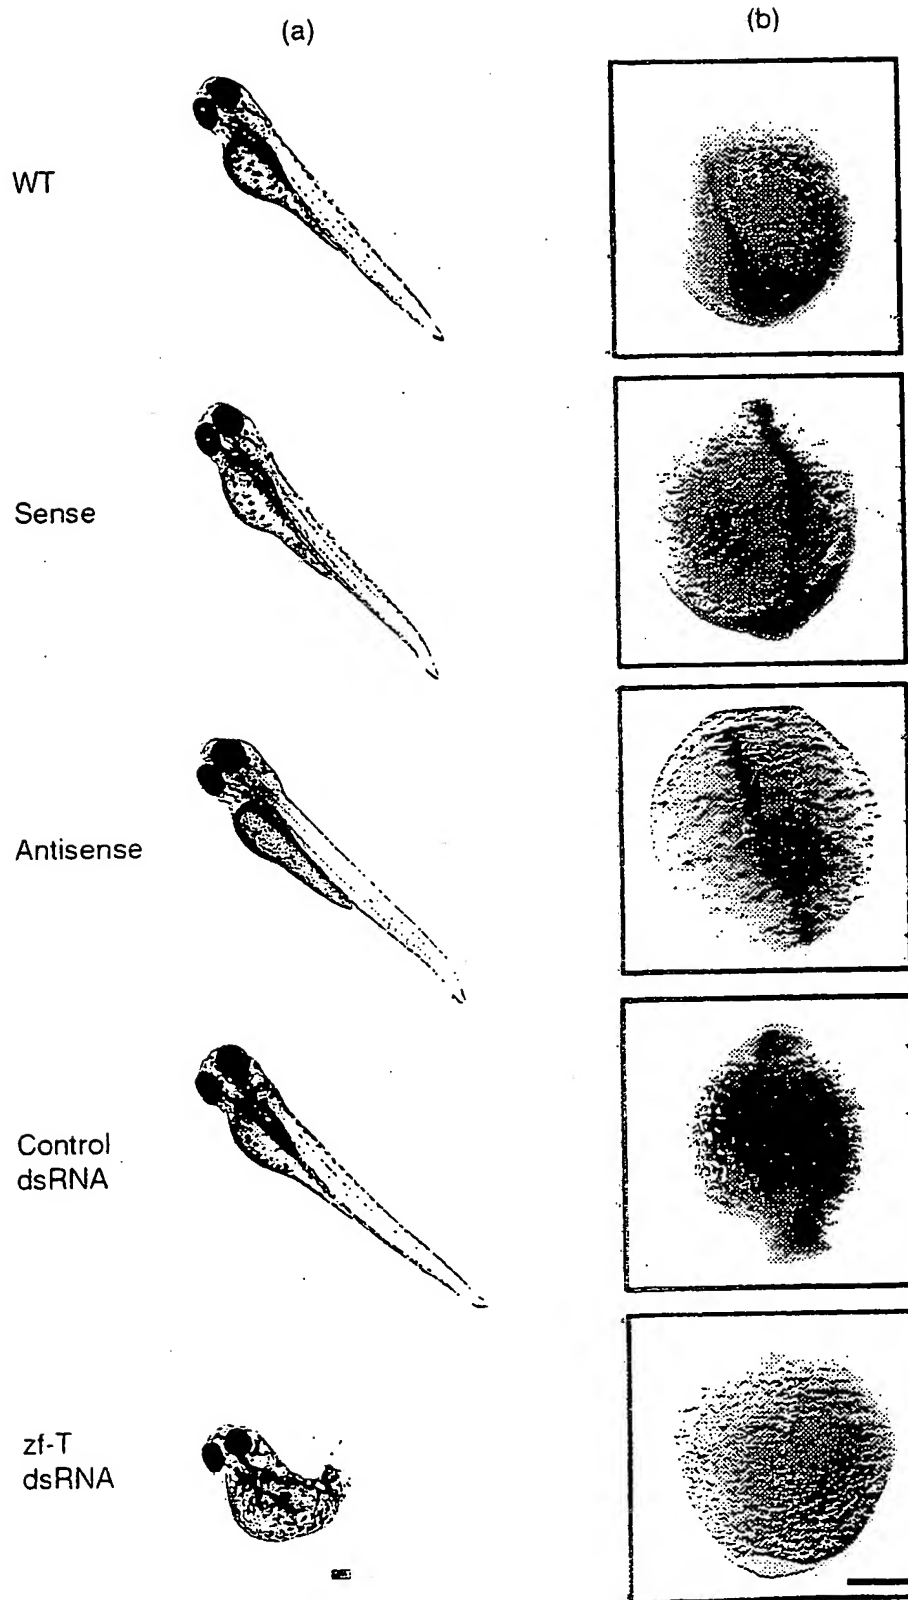 (a)
(b)
WT
Sense
Antisense
Control
dsRNA
zf-T
dsRNA